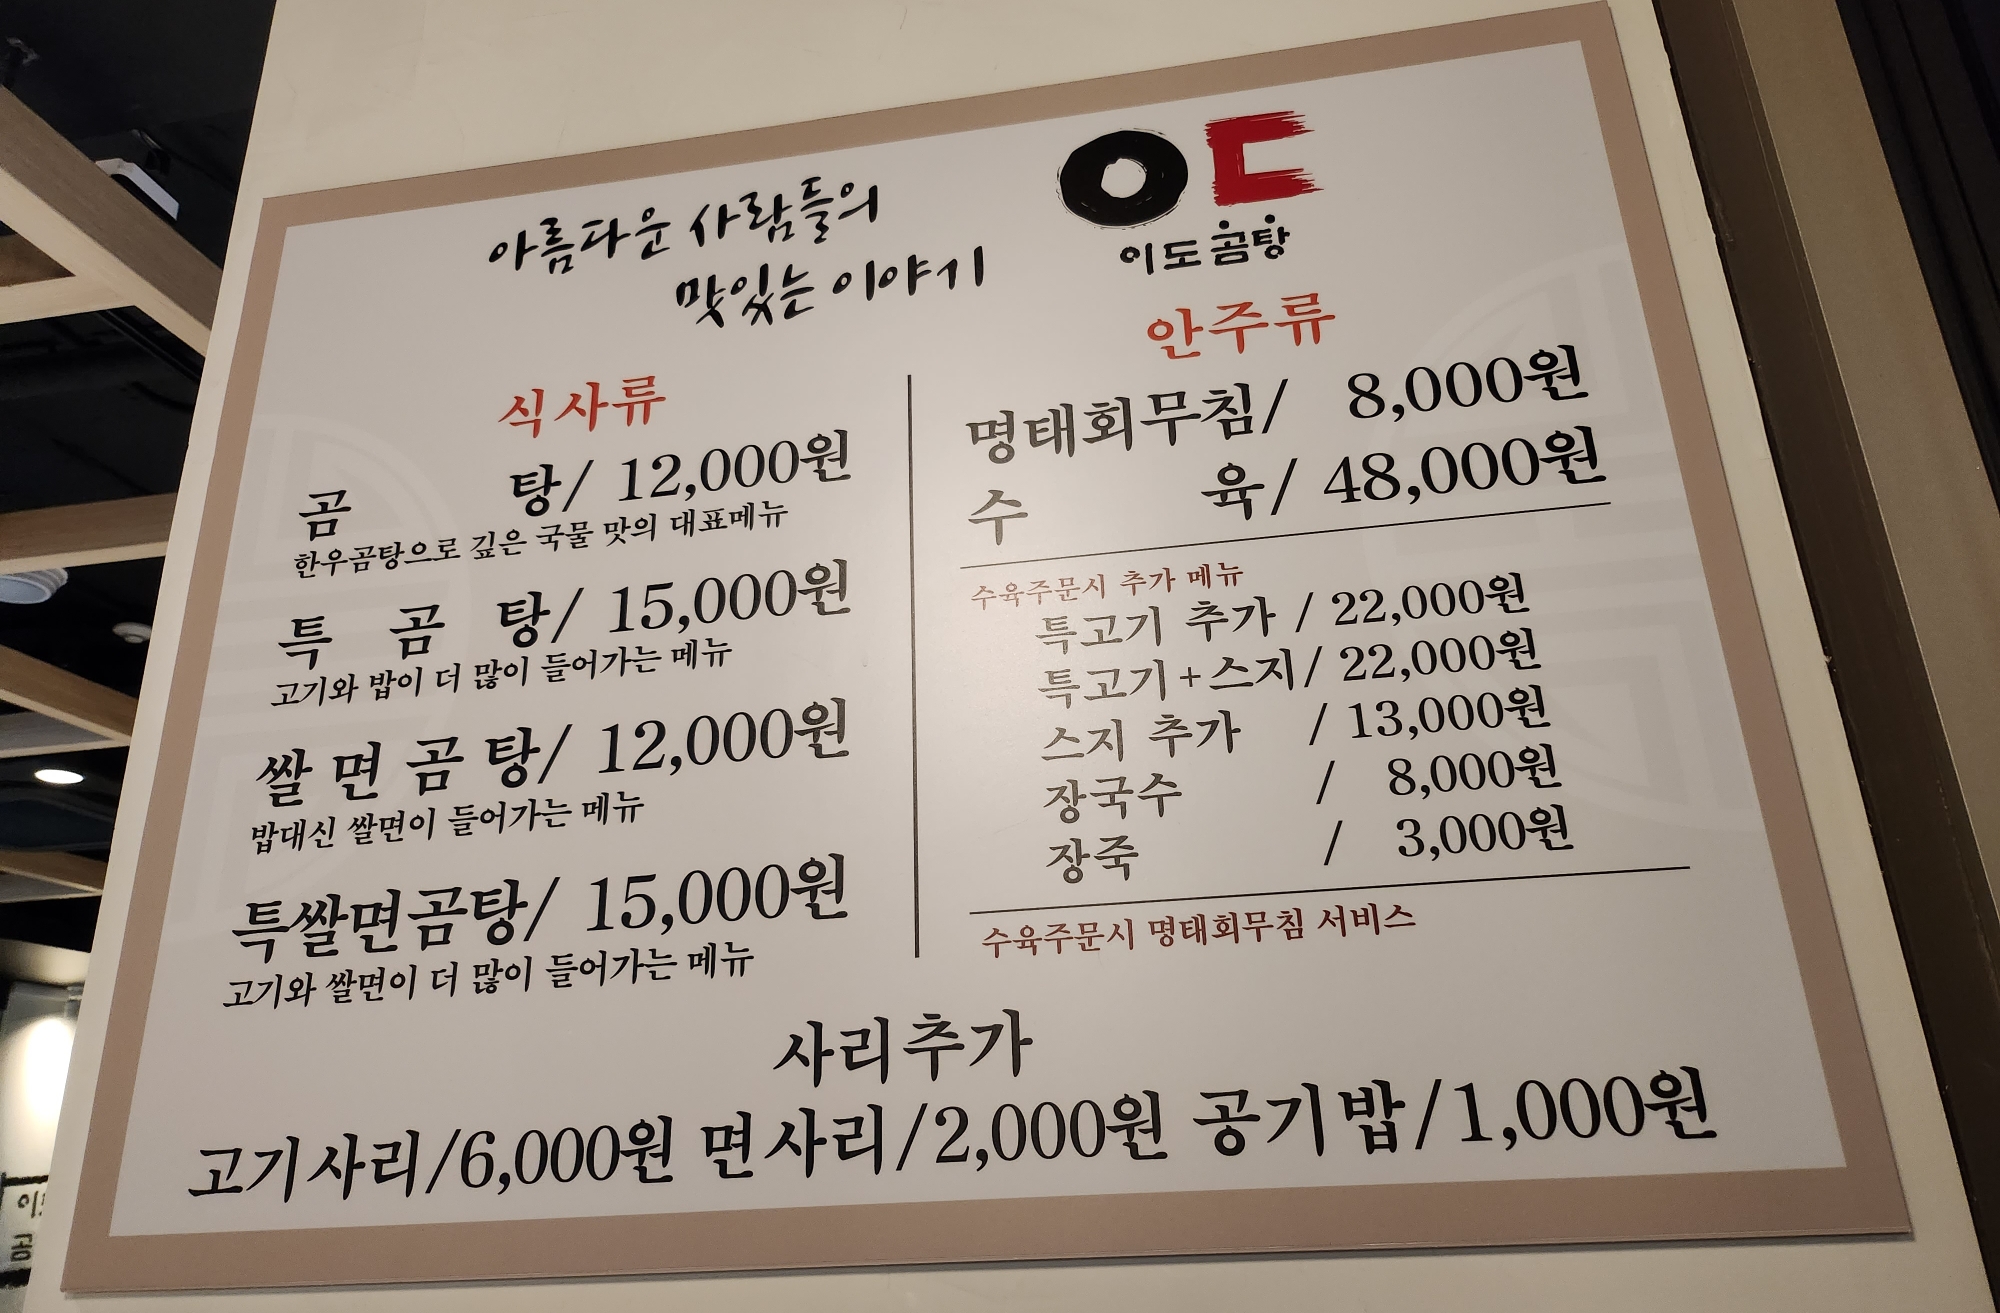 아름다운 사람들의
맛있는 이야기
이도곰탕
식사류
곰 탕/ 12,000원
한우곰탕으로 깊은 국물 맛의 대표메뉴
특 곰 탕/ 15,000원
고기와 밥이 더 많이 들어가는 메뉴
쌀 면 곰 탕/ 12,000원
밥대신 쌀면이 들어가는 메뉴
특쌀면곰탕/ 15,000원
고기와 쌀면이 더 많이 들어가는 메뉴
안주류
명태회무침/ 8,000원
수 육/ 48,000원
수육주문시 추가 메뉴
특고기 추가 / 22,000원
특고기+스지/ 22,000원
스지 추가 / 13,000원
장국수 / 8,000원
장죽 / 3,000원
수육주문시 명태회무침 서비스
사리추가
고기사리/6,000원 면사리/2,000원 공기밥/1,000원